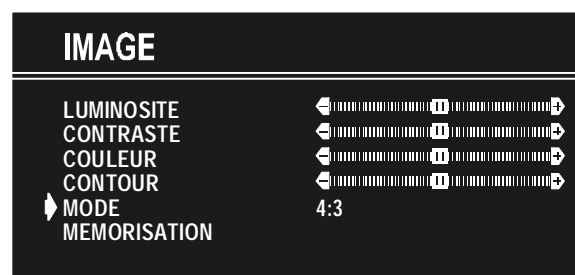 IMAGE
LUMINOSITE
CONTRASTE
COULEUR
CONTOUR
MODE 4:3
MEMORISATION